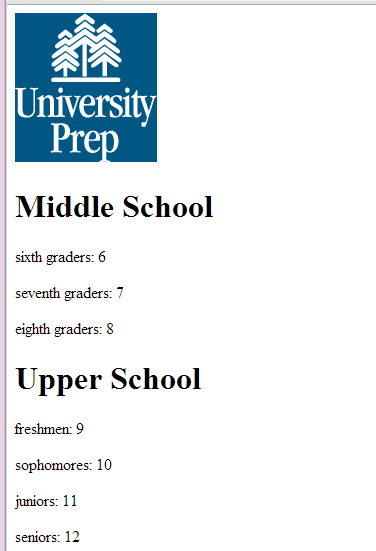 University
Prep
Middle School
sixth graders: 6
seventh graders: 7
eighth graders: 8
Upper School
freshmen: 9
sophomores: 10
juniors: 11
seniors: 12